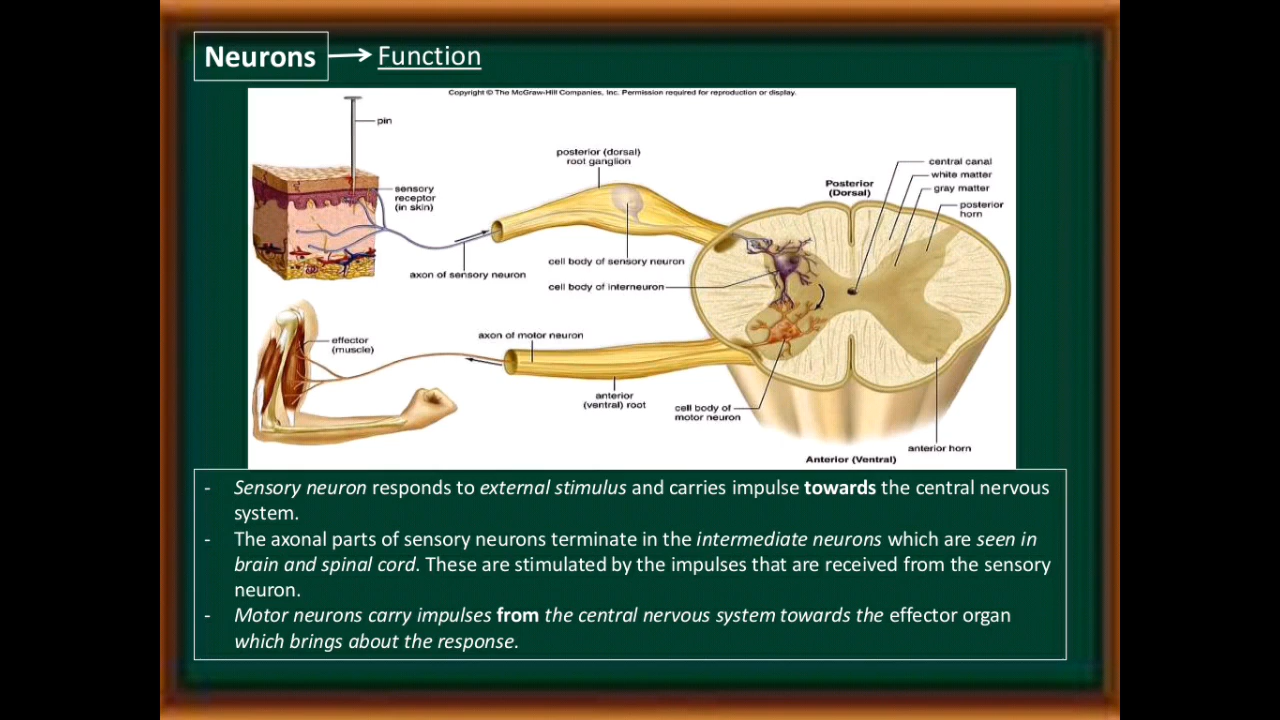 Neurons → Function
Copyright © The McGraw-Hill Companies, Inc. Permission required for reproduction or display.
pin
sensory
receptor
(in skin)
axon of sensory neuron
posterior (dorsal)
root ganglion
cell body of sensory neuron
cell body of interneuron
Posterior
(Dorsal)
central canal
white matter
gray matter
posterior
horn
effector
(muscle)
axon of motor neuron
anterior
(ventral) root
cell body of
motor neuron
anterior horn
Anterior (Ventral)
- Sensory neuron responds to external stimulus and carries impulse towards the central nervous
system.
- The axonal parts of sensory neurons terminate in the intermediate neurons which are seen in
brain and spinal cord. These are stimulated by the impulses that are received from the sensory
neuron.
- Motor neurons carry impulses from the central nervous system towards the effector organ
which brings about the response.